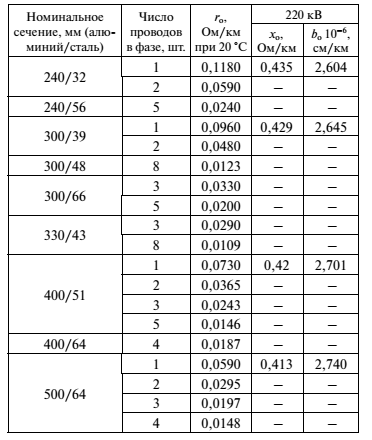 Номинальное сечение, мм (алюминий/сталь) | Число проводов в фазе, шт. | r₀, Ом/км при 20 °С | 220 кВ
x₀, Ом/км | b₀ 10⁻⁶, см/км
240/32 | 1 | 0,1180 | 0,435 | 2,604
2 | 0,0590 | – | –
240/56 | 5 | 0,0240 | – | –
300/39 | 1 | 0,0960 | 0,429 | 2,645
2 | 0,0480 | – | –
300/48 | 8 | 0,0123 | – | –
300/66 | 3 | 0,0330 | – | –
5 | 0,0200 | – | –
330/43 | 3 | 0,0290 | – | –
8 | 0,0109 | – | –
400/51 | 1 | 0,0730 | 0,42 | 2,701
2 | 0,0365 | – | –
3 | 0,0243 | – | –
5 | 0,0146 | – | –
400/64 | 4 | 0,0187 | – | –
500/64 | 1 | 0,0590 | 0,413 | 2,740
2 | 0,0295 | – | –
3 | 0,0197 | – | –
4 | 0,0148 | – | –